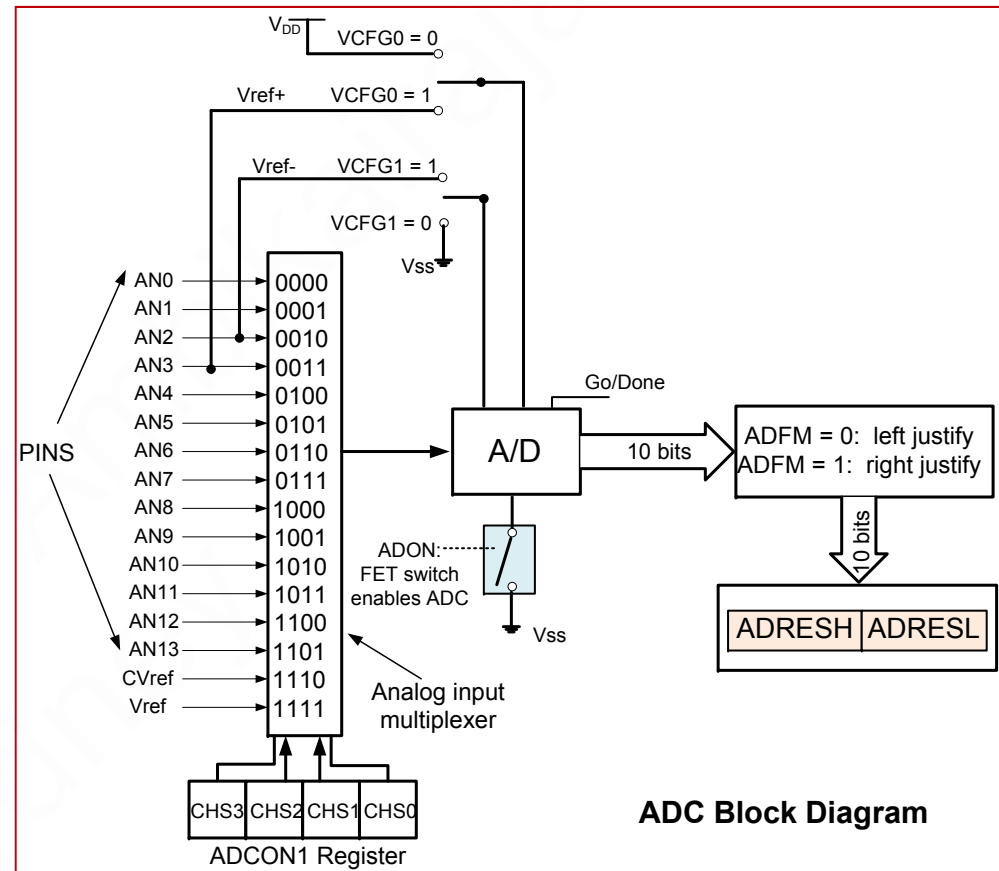 VDD
VCFG0 = 0
Vref+ VCFG0 = 1
Vref- VCFG1 = 1
VCFG1 = 0
Vss
AN0 0000
AN1 0001
AN2 0010
AN3 0011
AN4 0100
AN5 0101
AN6 0110
AN7 0111
AN8 1000
AN9 1001
AN10 1010
AN11 1011
AN12 1100
AN13 1101
CVref 1110
Vref 1111
PINS
Go/Done
A/D
10 bits
ADFM = 0: left justify
ADFM = 1: right justify
10 bits
ADRESH ADRESL
ADON:
FET switch
enables ADC
Vss
Analog input
multiplexer
CHS3 CHS2 CHS1 CHS0
ADCON1 Register
ADC Block Diagram